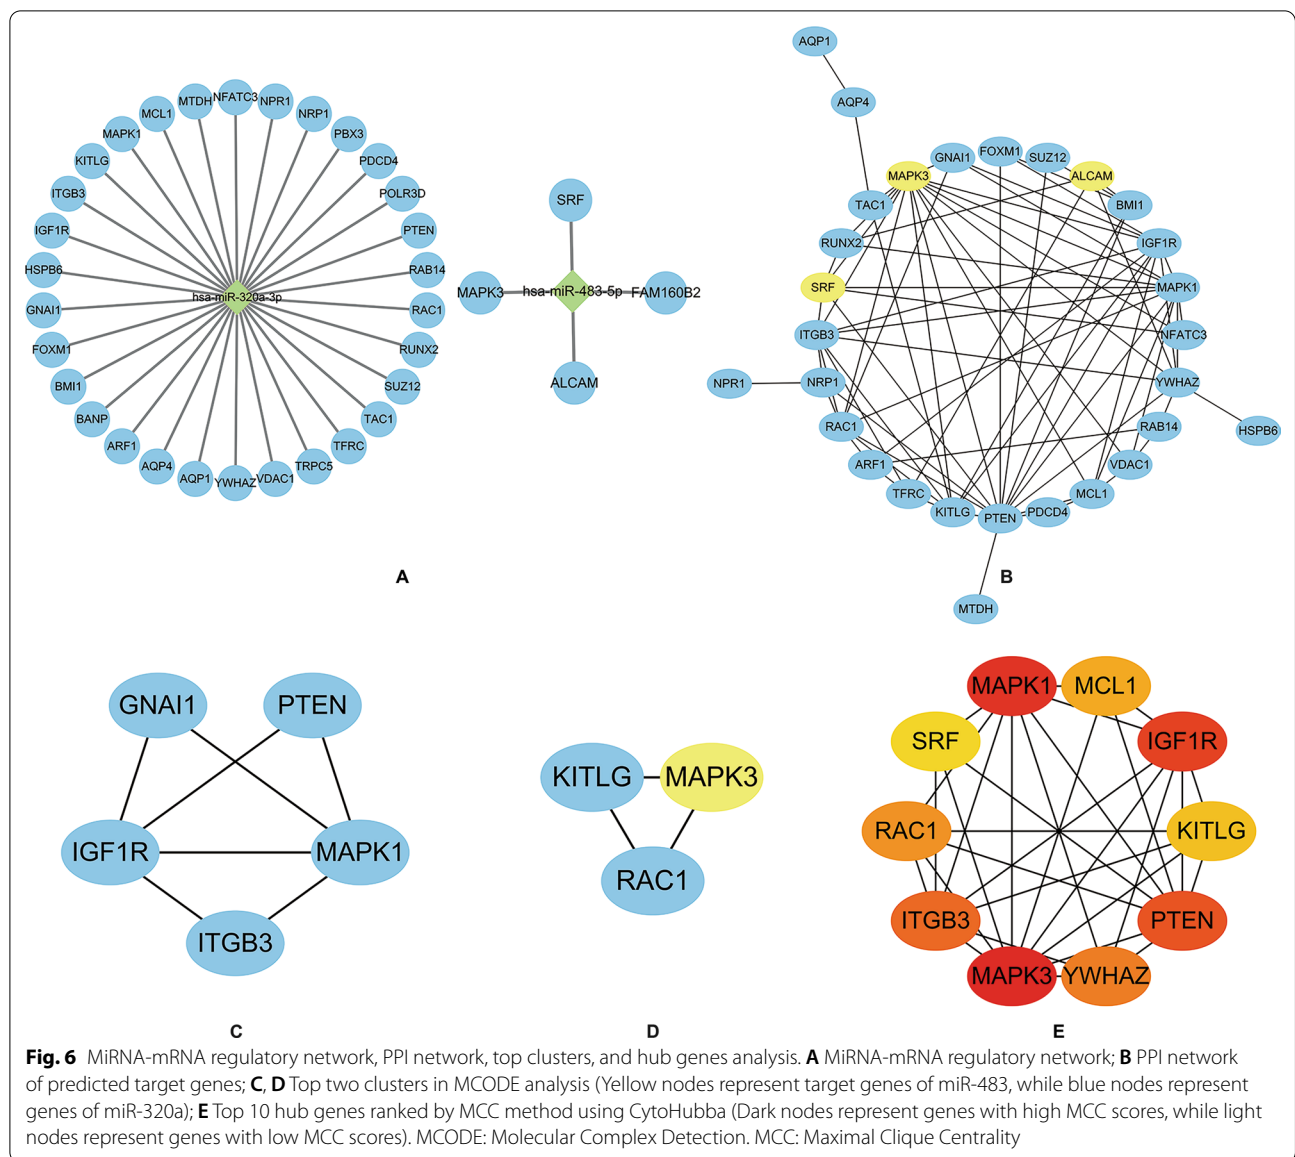 NFATC3
NPR1
NRP1
PBX3
PDCD4
POLR3D
PTEN
RAB14
RAC1
RUNX2
SUZ12
TAC1
TFRC
TRPC5
VDAC1
YWHAZ
AQP1
AQP4
ARF1
BANP
BMI1
FOXM1
GNAI1
HSPB6
IGF1R
ITGB3
KITLG
MAPK1
MCL1
MTDH
hsa-miR-320a-3p
SRF
MAPK3
hsa-miR-483-5p
FAM160B2
ALCAM
A
AQP1
AQP4
FOXM1
SUZ12
ALCAM
BMI1
IGF1R
MAPK1
NFATC3
YWHAZ
HSPB6
RAB14
VDAC1
MCL1
PDCD4
PTEN
MTDH
KITLG
TFRC
ARF1
RAC1
NRP1
NPR1
ITGB3
SRF
RUNX2
TAC1
MAPK3
GNAI1
B
GNAI1
PTEN
IGF1R
MAPK1
ITGB3
C
KITLG
MAPK3
RAC1
D
MAPK1
MCL1
SRF
IGF1R
RAC1
KITLG
ITGB3
PTEN
MAPK3
YWHAZ
E
Fig. 6 MiRNA-mRNA regulatory network, PPI network, top clusters, and hub genes analysis. A MiRNA-mRNA regulatory network; B PPI network
of predicted target genes; C, D Top two clusters in MCODE analysis (Yellow nodes represent target genes of miR-483, while blue nodes represent
genes of miR-320a); E Top 10 hub genes ranked by MCC method using CytoHubba (Dark nodes represent genes with high MCC scores, while light
nodes represent genes with low MCC scores). MCODE: Molecular Complex Detection. MCC: Maximal Clique Centrality